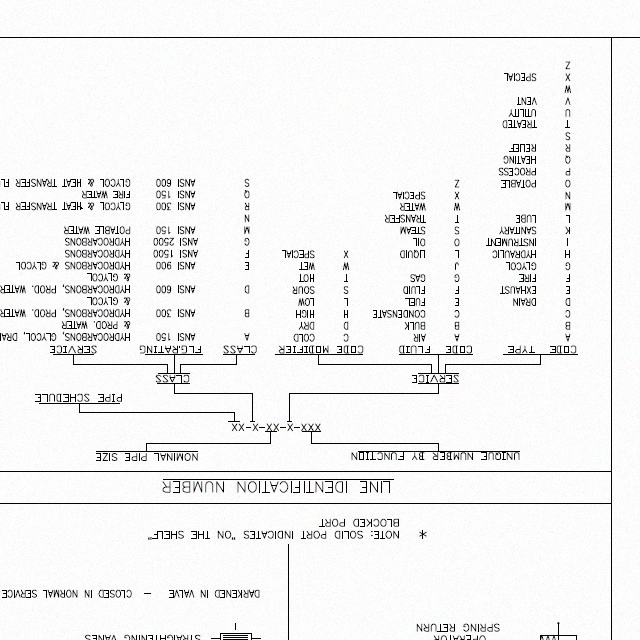 OPERATOR STRAIGHTENING VANES
SPRING RETURN
DARKENED IN VALVE — CLOSED IN NORMAL SERVICE
* NOTE: SOLID PORT INDICATES "ON THE SHELF"
BLOCKED PORT
LINE IDENTIFICATION NUMBER
UNIQUE NUMBER BY FUNCTION NOMINAL PIPE SIZE
XXX-X-XX-X-XX
PIPE SCHEDULE
SERVICE CLASS
CODE TYPE CODE FLUID CODE MODIFIER CLASS FLG.RATING SERVICE
A A AIR C COLD A ANSI 150 HYDROCARBONS, GLYCOL,
B B BULK D DRY & PROD. WATER
C C CONDENSATE H HIGH B ANSI 300 HYDROCARBONS, PROD. WATER
D DRAIN E FUEL L LOW & GLYCOL
E EXHAUST F FLUID S SOUR D ANSI 600 HYDROCARBONS, PROD. WATER
F FIRE G GAS T HOT & GLYCOL
G GLYCOL J W WET E ANSI 900 HYDROCARBONS & GLYCOL
H HYDRAULIC L LIQUID X SPECIAL F ANSI 1500 HYDROCARBONS
I INSTRUMENT O OIL G ANSI 2500 HYDROCARBONS
K SANITARY S STEAM M ANSI 150 POTABLE WATER
L LUBE T TRANSFER N
M W WATER R ANSI 300 GLYCOL & HEAT TRANSFER
N X SPECIAL Q ANSI 150 FIRE WATER
O POTABLE Z S ANSI 600 GLYCOL & HEAT TRANSFER
P PROCESS
Q HEATING
R RELIEF
S
T TREATED
U UTILITY
V VENT
W
X SPECIAL
Z